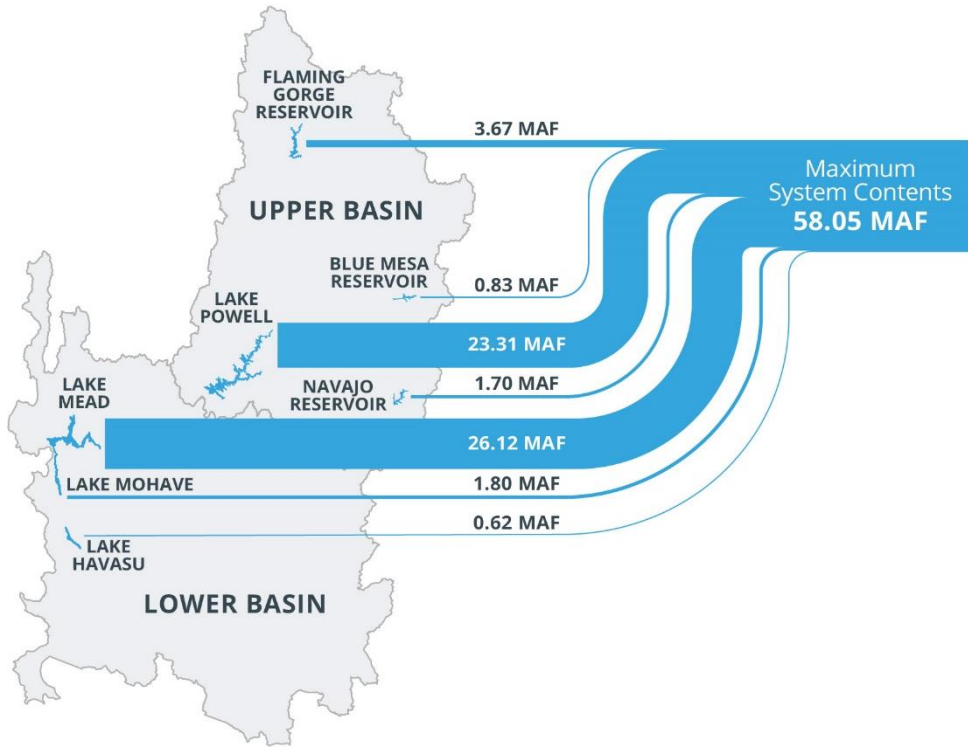 FLAMING
GORGE
RESERVOIR
3.67 MAF
Maximum
System Contents
58.05 MAF
UPPER BASIN
BLUE MESA
RESERVOIR
0.83 MAF
LAKE
POWELL
23.31 MAF
NAVAJO
RESERVOIR
1.70 MAF
LAKE
MEAD
26.12 MAF
LAKE MOHAVE
1.80 MAF
0.62 MAF
LAKE
HAVASU
LOWER BASIN